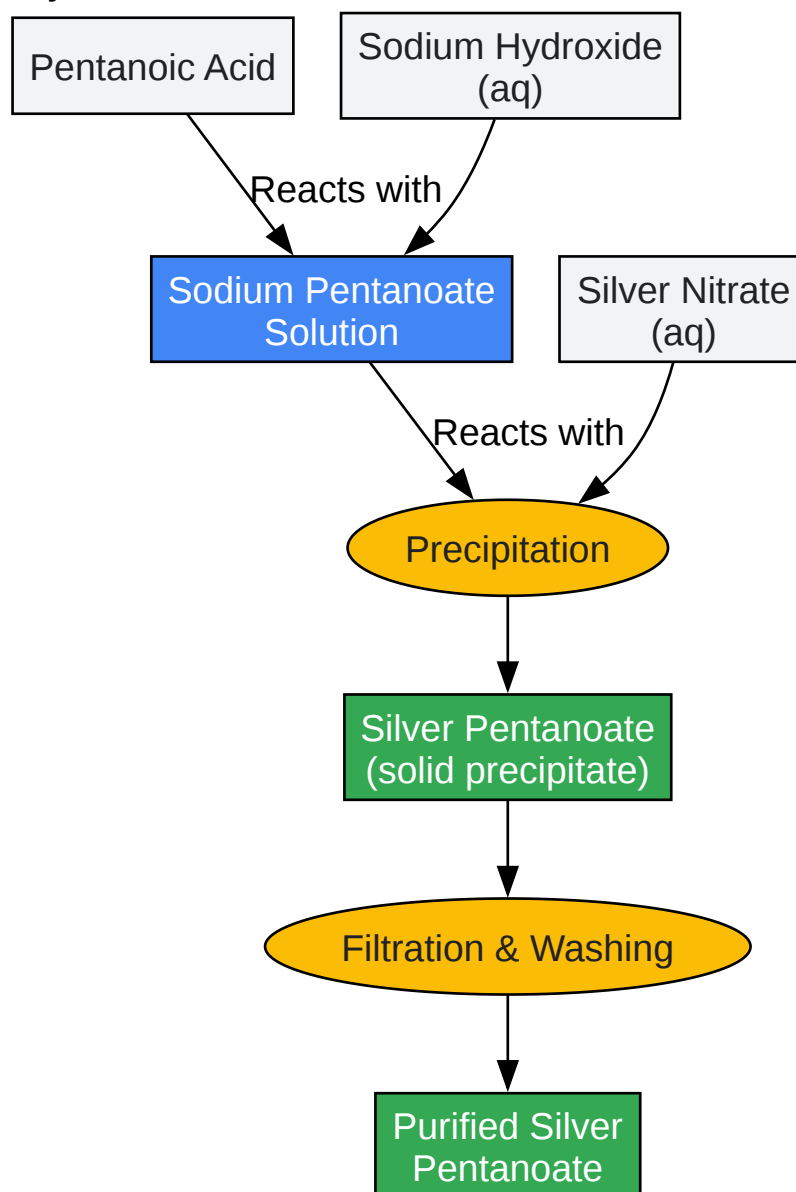 Pentanoic Acid
Sodium Hydroxide
(aq)
Reacts with
Sodium Pentanoate
Solution
Silver Nitrate
(aq)
Reacts with
Precipitation
Silver Pentanoate
(solid precipitate)
Filtration & Washing
Purified Silver
Pentanoate